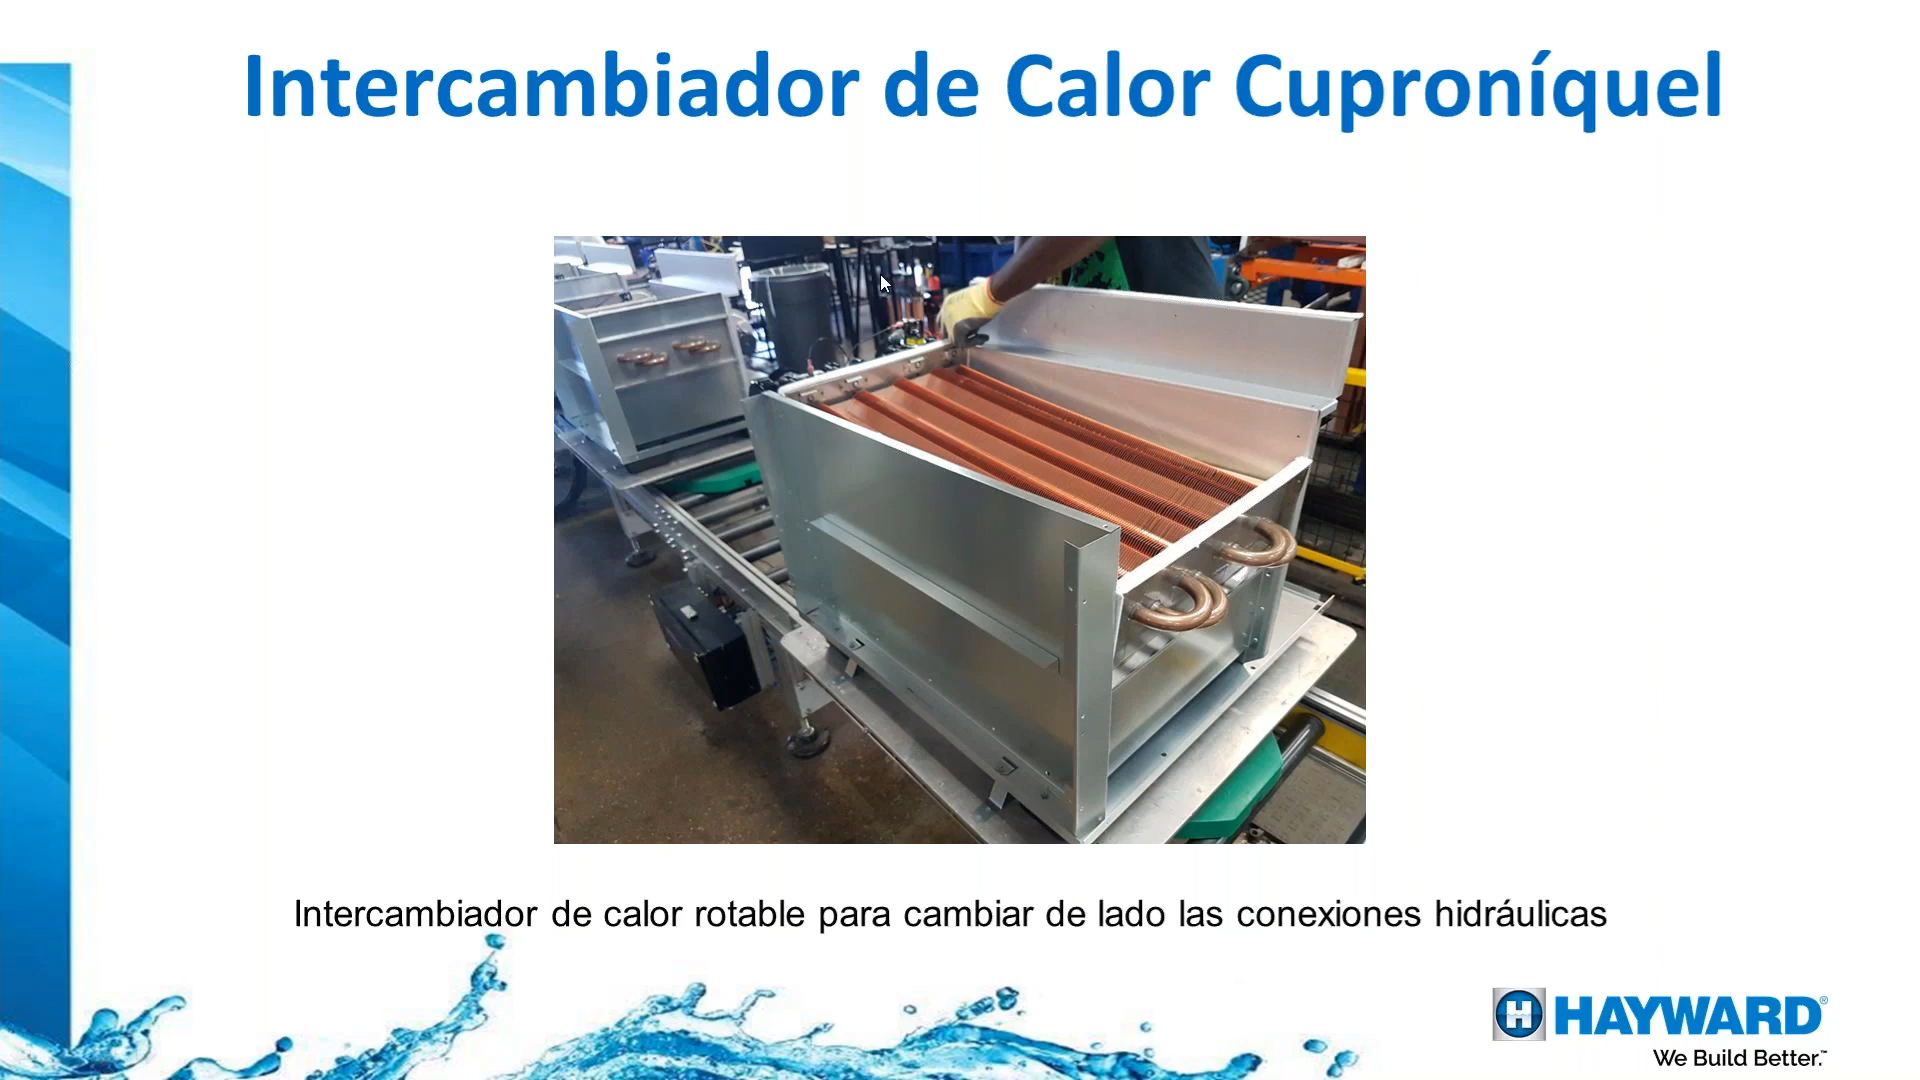 Intercambiador de Calor Cuproníquel
Intercambiador de calor rotable para cambiar de lado las conexiones hidráulicas
H HAYWARD®
We Build Better.™